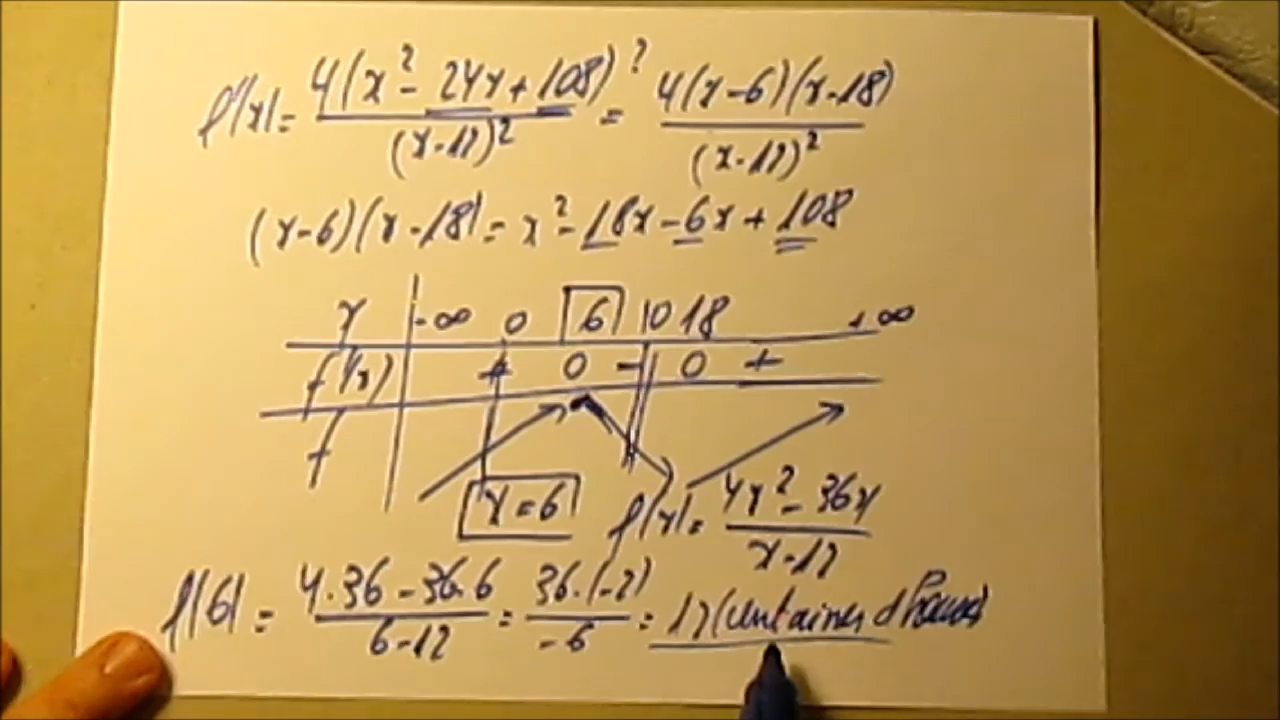 f'(x) = 4(x² - 24x + 108) / (x-12)² =? 4(x-6)(x-18) / (x-12)²
(x-6)(x-18) = x² - 18x - 6x + 108
x | -∞ 0 6 10 18 +∞
f'(x) + 0 - 0 +
f
x = 6
f(x) = 4x² - 36x / x-12
f(6) = 4.36 - 36.6 / 6-12 = 36.(-2) / -6 = 12 (centaines d'